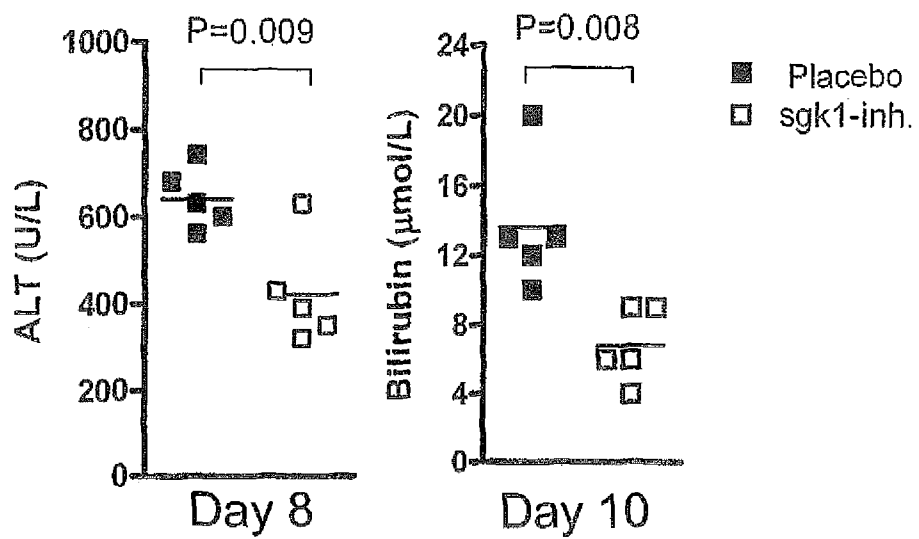 P=0.009
1000
800
600
400
200
0
ALT (U/L)
Day 8
P=0.008
24
20
16
12
8
4
0
Bilirubin (μmol/L)
Day 10
Placebo
sgk1-inh.